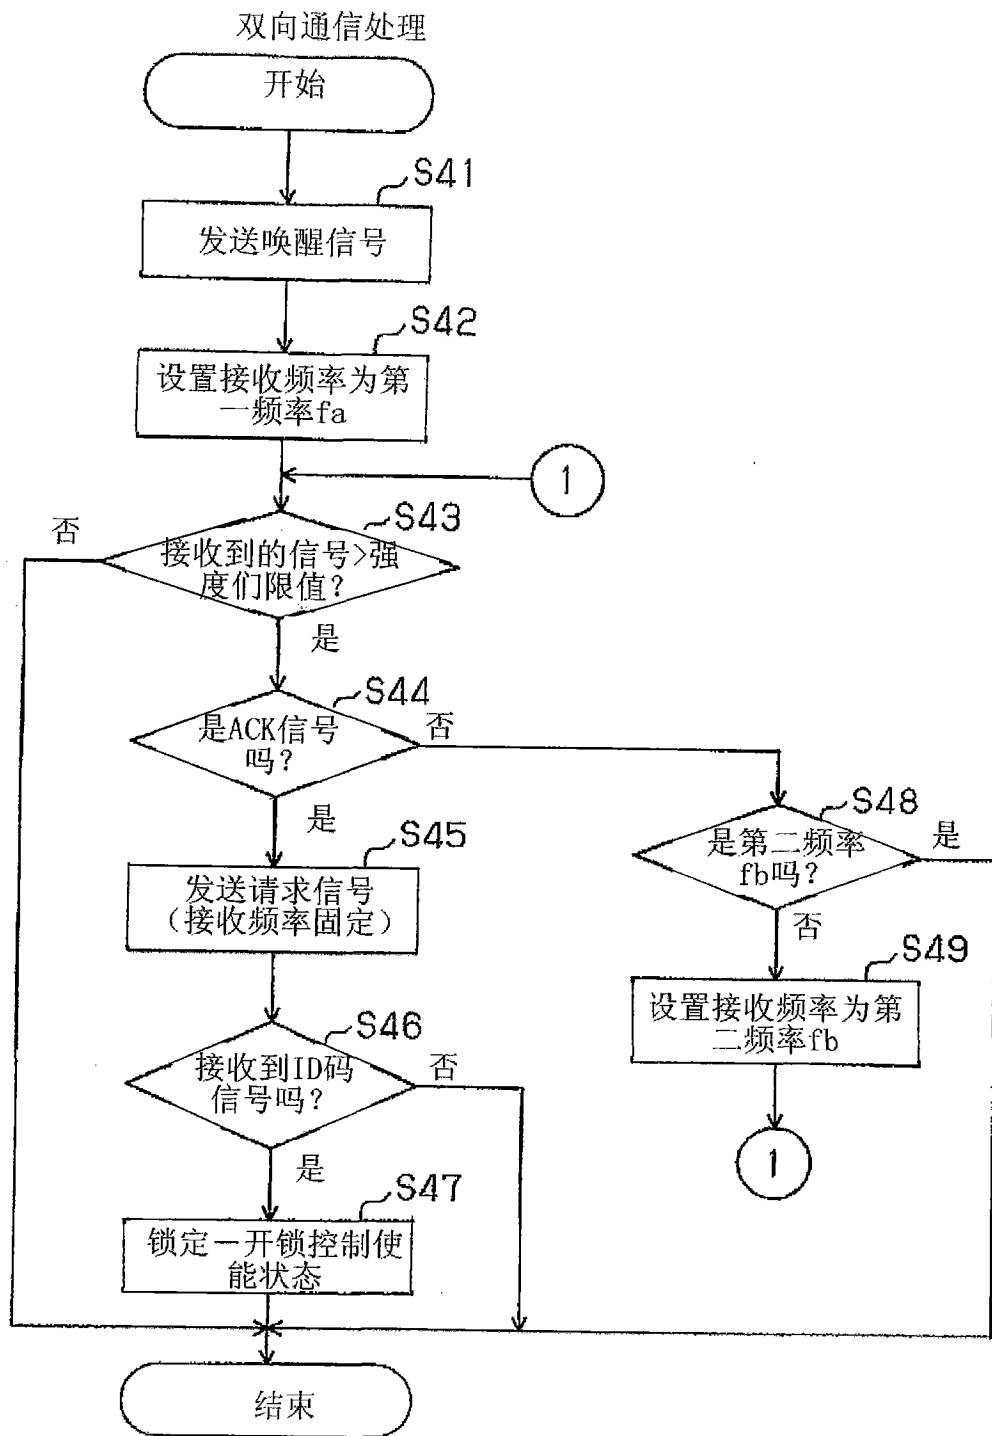 双向通信处理
开始
S41
发送唤醒信号
S42
设置接收频率为第
一频率fa
1
S43
否
接收到的信号>强
度们限值?
是
S44
是ACK信号
吗?
否
是
S48
是第二频率
fb吗?
是
S45
发送请求信号
(接收频率固定)
否
S49
设置接收频率为第
二频率fb
S46
接收到ID码
信号吗?
否
是
1
S47
锁定一开锁控制使
能状态
结束